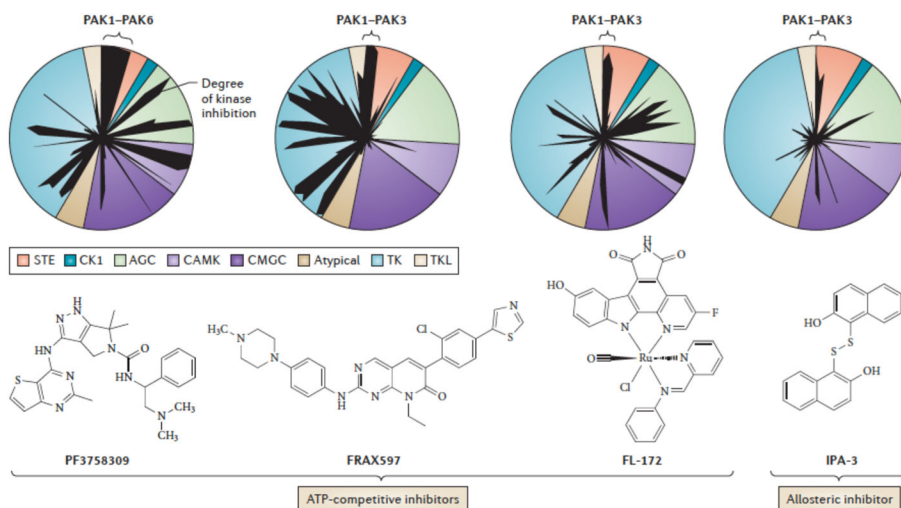 PAK1–PAK6
PAK1–PAK3
PAK1–PAK3
PAK1–PAK3
Degree
of kinase
inhibition
STE CK1 AGC CAMK CMGC Atypical TK TKL
H
N
N
HN
N
O
HN
S
N
N
CH3
N
CH3
CH3
H3C
N
N
N
H
N
N
N
O
Cl
N
S
H
N
O
O
HO
N
N
F
O
Ru
N
Cl
N
HO
S
S
OH
PF3758309
FRAX597
FL-172
IPA-3
ATP-competitive inhibitors
Allosteric inhibitor